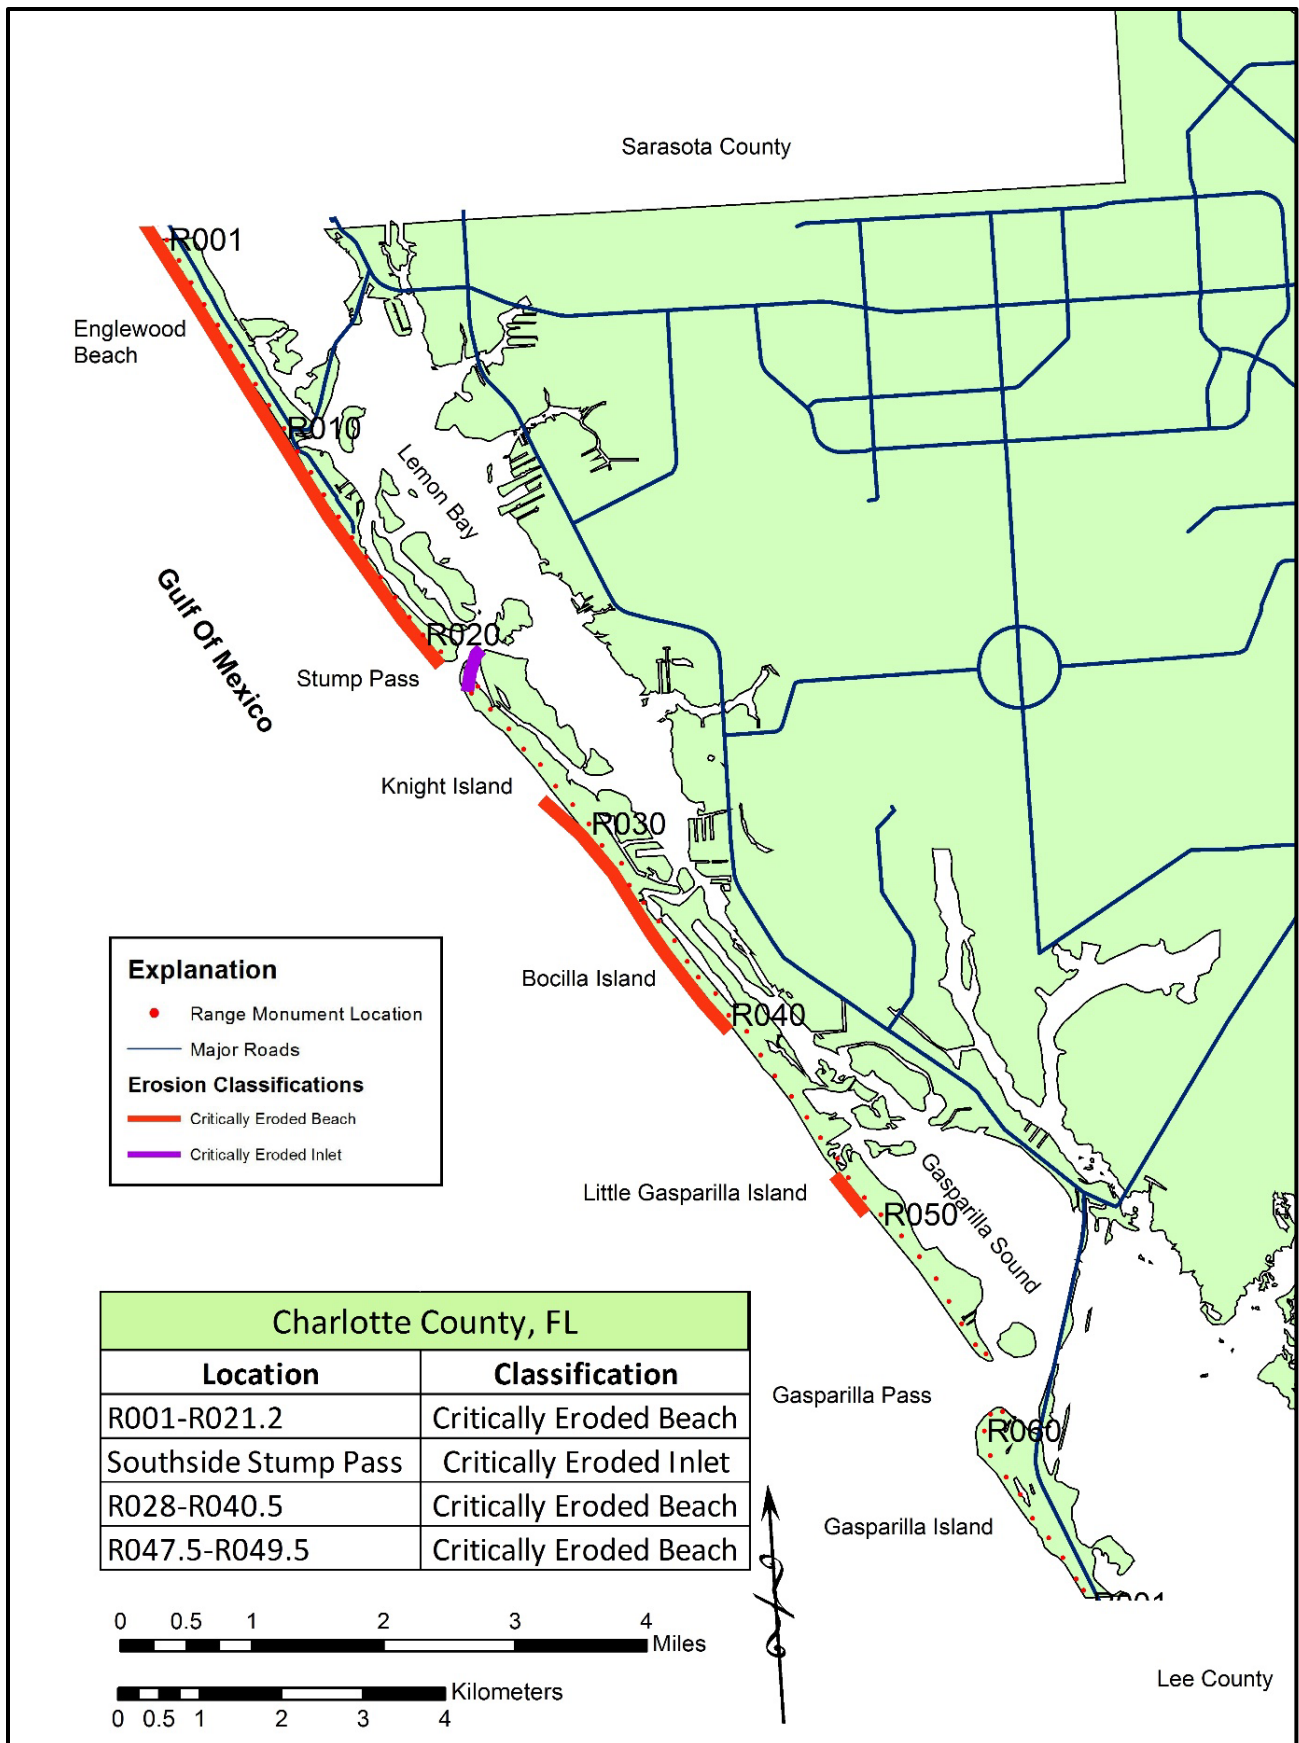 Sarasota County
R001
Englewood
Beach
R010
Lemon Bay
Gulf Of Mexico
R020
Stump Pass
Knight Island
R030
Bocilla Island
R040
Explanation
Range Monument Location
Major Roads
Erosion Classifications
Critically Eroded Beach
Critically Eroded Inlet
Little Gasparilla Island
R050
Gasparilla Sound
Charlotte County, FL
Location Classification
R001-R021.2 Critically Eroded Beach
Southside Stump Pass Critically Eroded Inlet
R028-R040.5 Critically Eroded Beach
R047.5-R049.5 Critically Eroded Beach
Gasparilla Pass
R060
Gasparilla Island
R001
0 0.5 1 2 3 4
Miles
Kilometers
0 0.5 1 2 3 4
Lee County